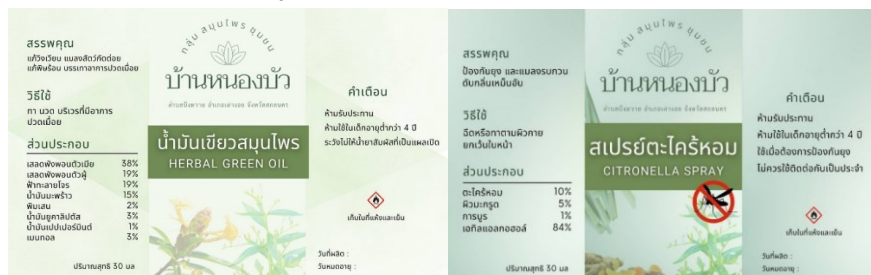 สรรพคุณ
แก้วิงเวียน แมลงสัตว์กัดต่อย
แก้พิษร้อน บรรเทาอาการปวดเมื่อย
วิธีใช้
ทา นวด บริเวรที่มีอาการ
ปวดเมื่อย
ส่วนประกอบ
เสลดพังพอนตัวเมีย 38%
เสลดพังพอนตัวผู้ 19%
ฟ้าทะลายโจร 19%
น้ำมันมะพร้าว 15%
พิมเสน 2%
น้ำมันยูคาลิปตัส 3%
น้ำมันเปปเปอร์มินต์ 1%
เมนทอล 3%
ปริมาณสุทธิ 30 มล
กลุ่ม สมุนไพร ชุมชน
บ้านหนองบัว
น้ำมันเขียวสมุนไพร
HERBAL GREEN OIL
คำเตือน
ห้ามรับประทาน
ห้ามใช้ในเด็กอายุต่ำกว่า 4 ปี
ระวังไม่ให้น้ำยาสัมผัสที่เป็นแผลเปิด
เก็บในที่แห้งและเย็น
วันที่ผลิต :
วันหมดอายุ :
สรรพคุณ
ป้องกันยุง และแมลงรบกวน
ดับกลิ่นเหม็นอับ
วิธีใช้
ฉีดหรือทาตามผิวกาย
ยกเว้นใบหน้า
ส่วนประกอบ
ตะไคร้หอม 10%
ผิวมะกรูด 5%
การบูร 1%
เอทิลแอลกอฮอล์ 84%
ปริมาณสุทธิ 30 มล
กลุ่ม สมุนไพร ชุมชน
บ้านหนองบัว
สเปรย์ตะไคร้หอม
CITRONELLA SPRAY
คำเตือน
ห้ามรับประทาน
ห้ามใช้ในเด็กอายุต่ำกว่า 4 ปี
ใช้เมื่อต้องการป้องกันยุง
ไม่ควรใช้ติดต่อกันเป็นประจำ
เก็บในที่แห้งและเย็น
วันที่ผลิต :
วันหมดอายุ :